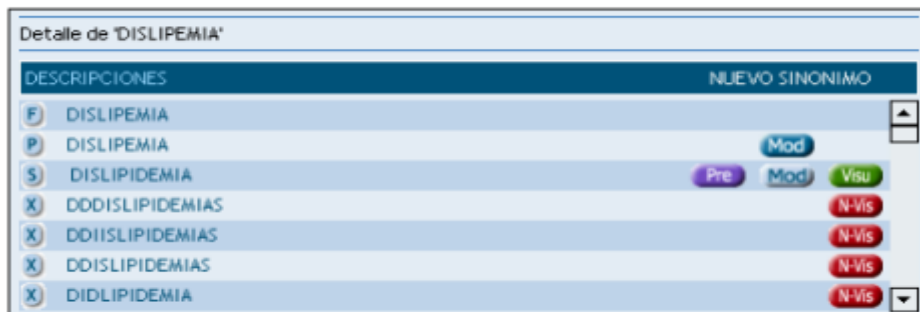 Detalle de 'DISLIPEMIA'
DESCRIPCIONES NUEVO SINONIMO
F DISLIPEMIA
P DISLIPEMIA Mod
S DISLIPIDEMIA Pre Mod Visu
X DDDISLIPIDEMIAS N-Vis
X DDIISLIPIDEMIAS N-Vis
X DDISLIPIDEMIAS N-Vis
X DIDLIPIDEMIA N-Vis